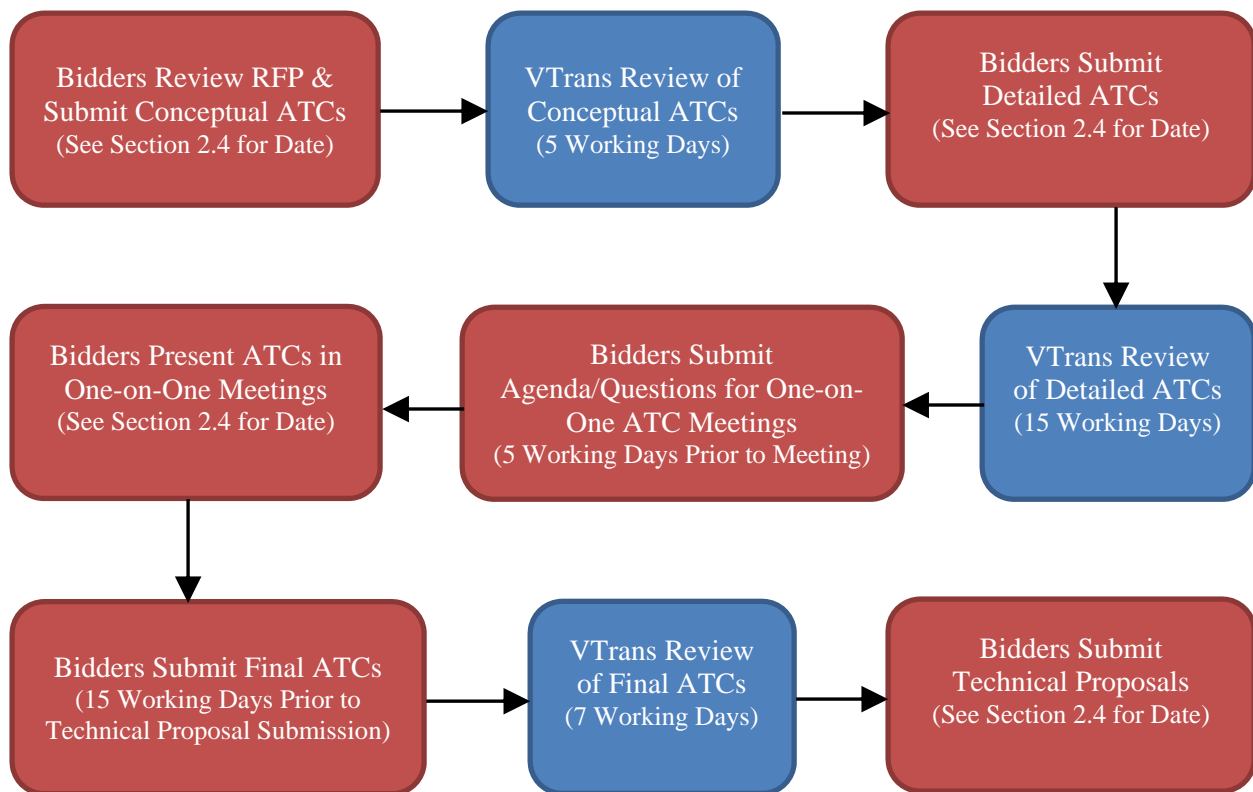 Bidders Review RFP &
Submit Conceptual ATCs
(See Section 2.4 for Date)
VTrans Review of
Conceptual ATCs
(5 Working Days)
Bidders Submit
Detailed ATCs
(See Section 2.4 for Date)
VTrans Review
of Detailed ATCs
(15 Working Days)
Bidders Submit
Agenda/Questions for One-on-
One ATC Meetings
(5 Working Days Prior to Meeting)
Bidders Present ATCs in
One-on-One Meetings
(See Section 2.4 for Date)
Bidders Submit Final ATCs
(15 Working Days Prior to
Technical Proposal Submission)
VTrans Review
of Final ATCs
(7 Working Days)
Bidders Submit
Technical Proposals
(See Section 2.4 for Date)